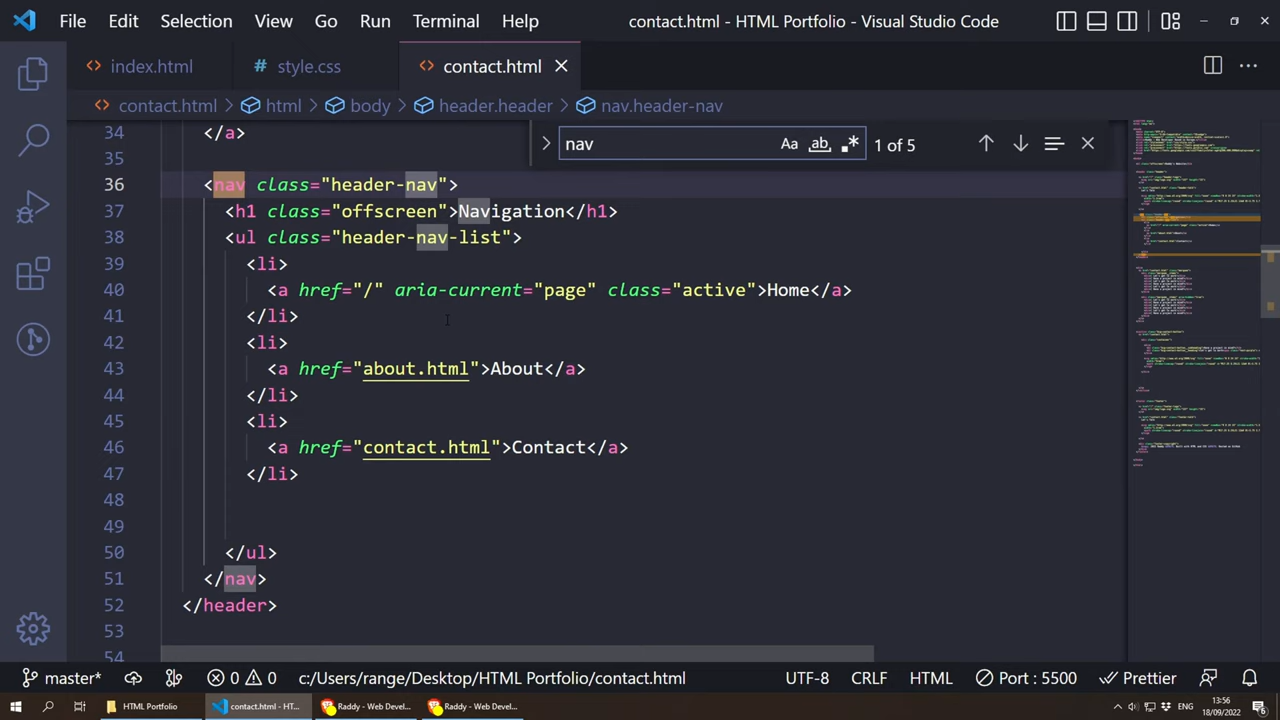 File Edit Selection View Go Run Terminal Help contact.html - HTML Portfolio - Visual Studio Code
index.html style.css contact.html
contact.html html body header.header nav.header-nav
nav Aa ab 1 of 5
34 </a>
35
36 <nav class="header-nav">
37 <h1 class="offscreen">Navigation</h1>
38 <ul class="header-nav-list">
39 <li>
40 <a href="/" aria-current="page" class="active">Home</a>
41 </li>
42 <li>
43 <a href="about.html">About</a>
44 </li>
45 <li>
46 <a href="contact.html">Contact</a>
47 </li>
48
49
50 </ul>
51 </nav>
52 </header>
53
54
master* 0 0 c:/Users/range/Desktop/HTML Portfolio/contact.html UTF-8 CRLF HTML Port : 5500 Prettier
HTML Portfolio contact.html - HT... Raddy - Web Devel... Raddy - Web Devel... ENG 13:56
18/09/2022